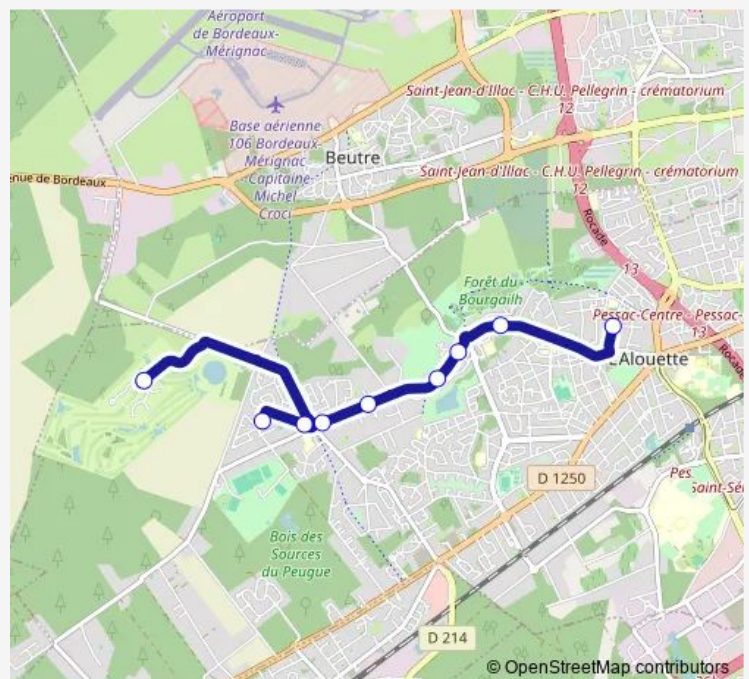 Aéroport
de Bordeaux-
Mérignac
Saint-Jean-d'Illac - C.H.U. Pellegrin - crématorium
12
Base aérienne
106 Bordeaux-
Mérignac
-Capitaine-
Michel
Croci
Beutre
Saint-Jean-d'Illac - C.H.U. Pellegrin - crématorium
12
enue de Bordeaux
Rocade
13
Forêt du
Bourgailh
Pessac-Centre - Pessac-
13
Rocade
L'Alouette
D 1250
Pes
Saint-Sé
Bois des
Sources
du Peugue
D 214
© OpenStreetMap contributors